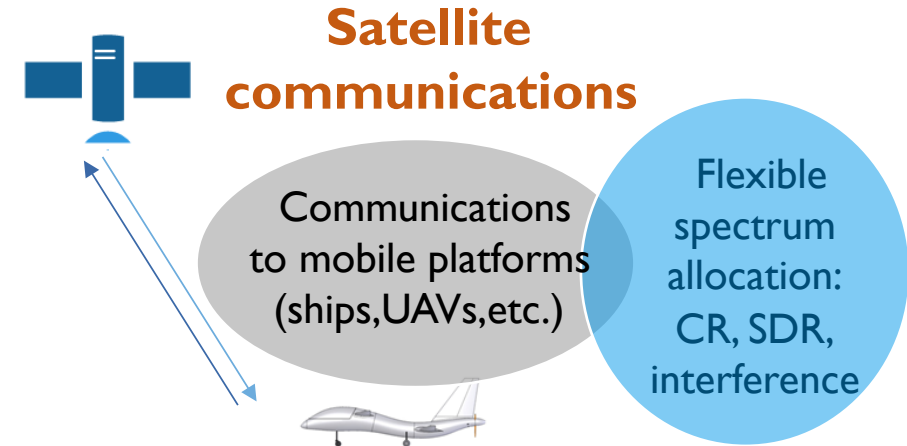 Satellite
communications
Communications
to mobile platforms
(ships,UAVs,etc.)
Flexible
spectrum
allocation:
CR, SDR,
interference